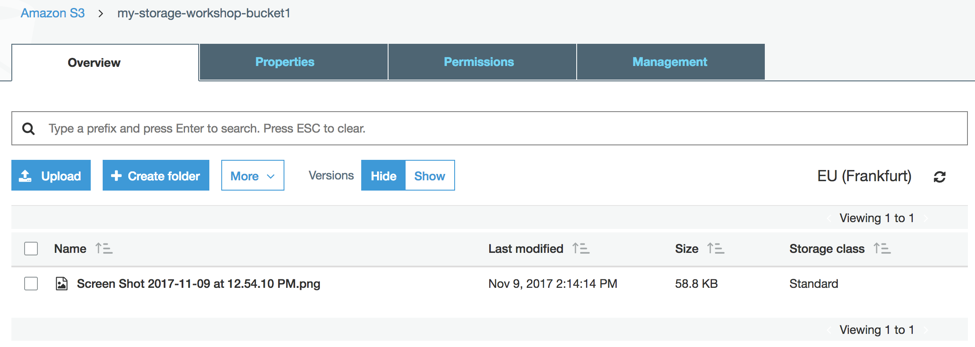 Amazon S3 > my-storage-workshop-bucket1
Overview Properties Permissions Management
Type a prefix and press Enter to search. Press ESC to clear.
Upload + Create folder More Versions Hide Show EU (Frankfurt)
Viewing 1 to 1
Name Last modified Size Storage class
Screen Shot 2017-11-09 at 12.54.10 PM.png Nov 9, 2017 2:14:14 PM 58.8 KB Standard
Viewing 1 to 1